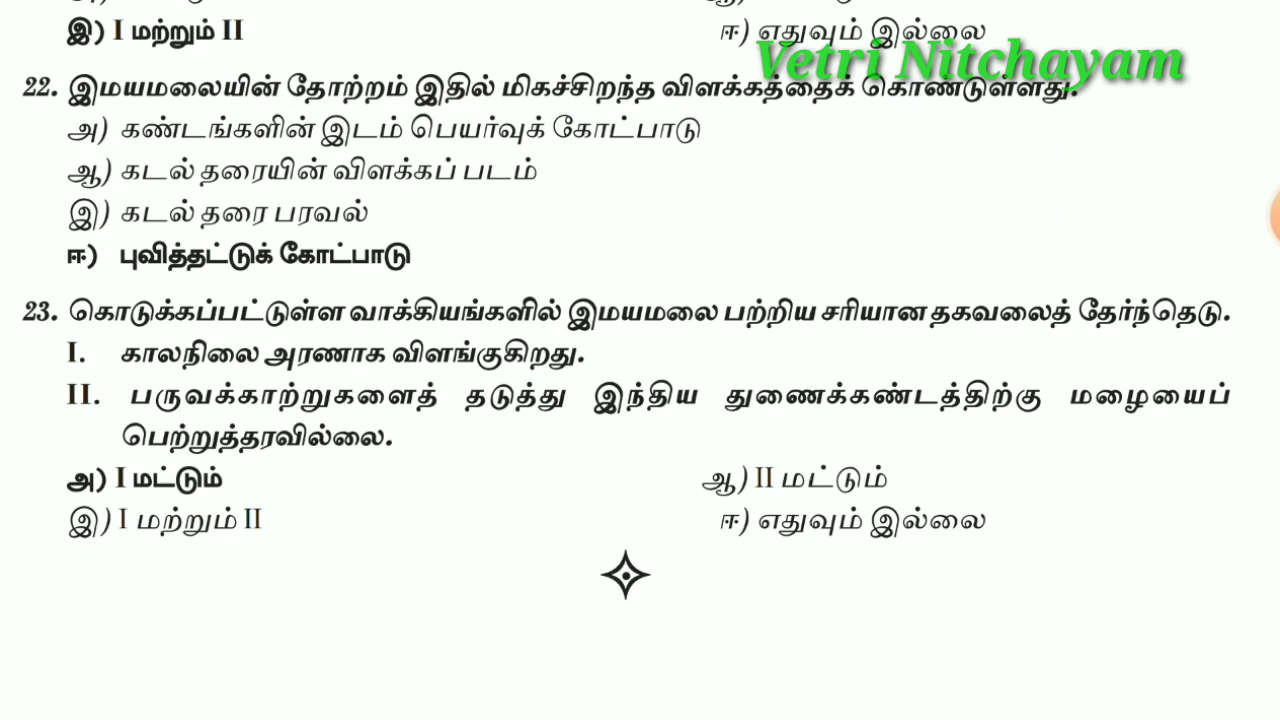 இ) I மற்றும் II ஈ) எதுவும் இல்லை
Vetri Nitchayam
22. இமயமலையின் தோற்றம் இதில் மிகச்சிறந்த விளக்கத்தைக் கொண்டுள்ளது.
அ) கண்டங்களின் இடம் பெயர்வுக் கோட்பாடு
ஆ) கடல் தரையின் விளக்கப் படம்
இ) கடல் தரை பரவல்
ஈ) புவித்தட்டுக் கோட்பாடு
23. கொடுக்கப்பட்டுள்ள வாக்கியங்களில் இமயமலை பற்றிய சரியான தகவலைத் தேர்ந்தெடு.
I. காலநிலை அரணாக விளங்குகிறது.
II. பருவக்காற்றுகளைத் தடுத்து இந்திய துணைக்கண்டத்திற்கு மழையைப்
பெற்றுத்தரவில்லை.
அ) I மட்டும் ஆ) II மட்டும்
இ) I மற்றும் II ஈ) எதுவும் இல்லை